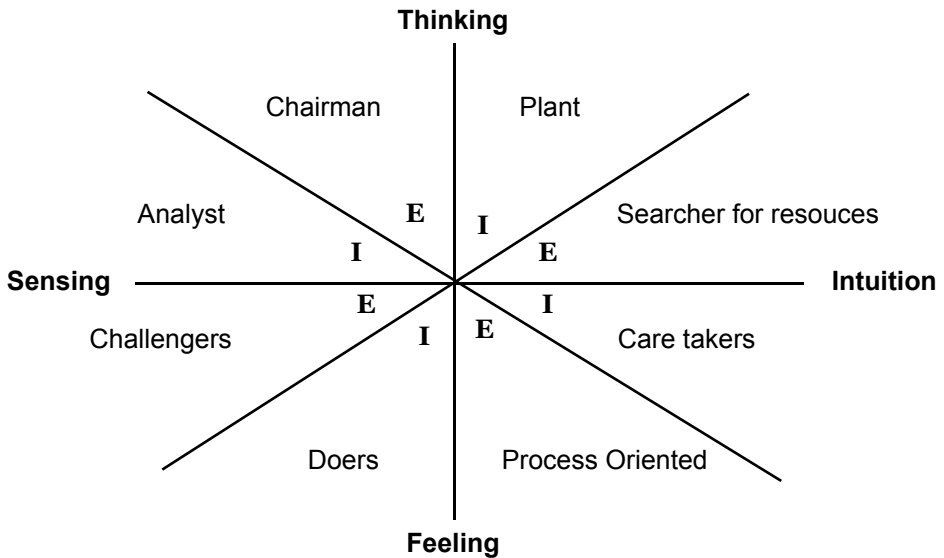 Thinking
Chairman
Plant
Analyst
E
I
Searcher for resouces
I
E
Sensing
Intuition
E
I
Challengers
I
E
Care takers
Doers
Process Oriented
Feeling